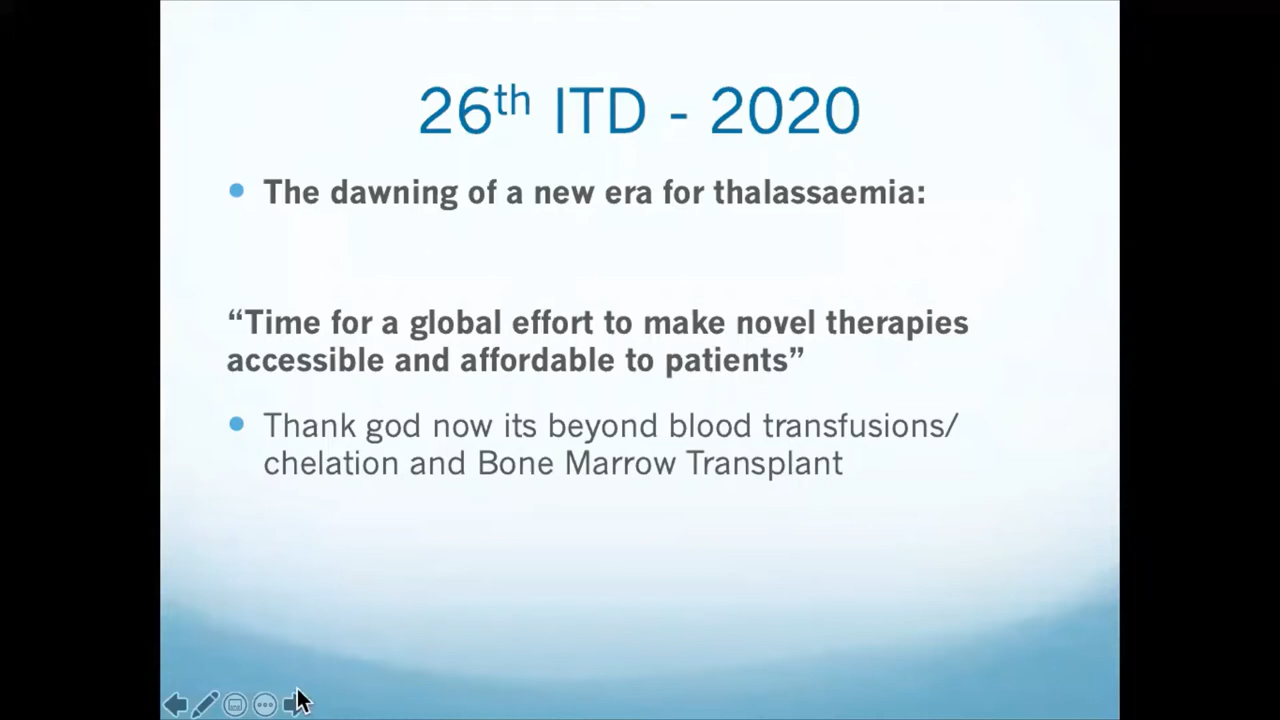 26th ITD - 2020
The dawning of a new era for thalassaemia:
“Time for a global effort to make novel therapies
accessible and affordable to patients”
Thank god now its beyond blood transfusions/
chelation and Bone Marrow Transplant